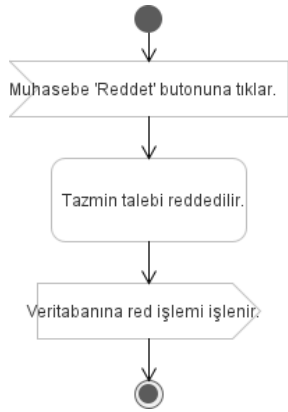 Muhasebe 'Reddet' butonuna tıklar.
Tazmin talebi reddedilir.
Veritabanına red işlemi işlenir.